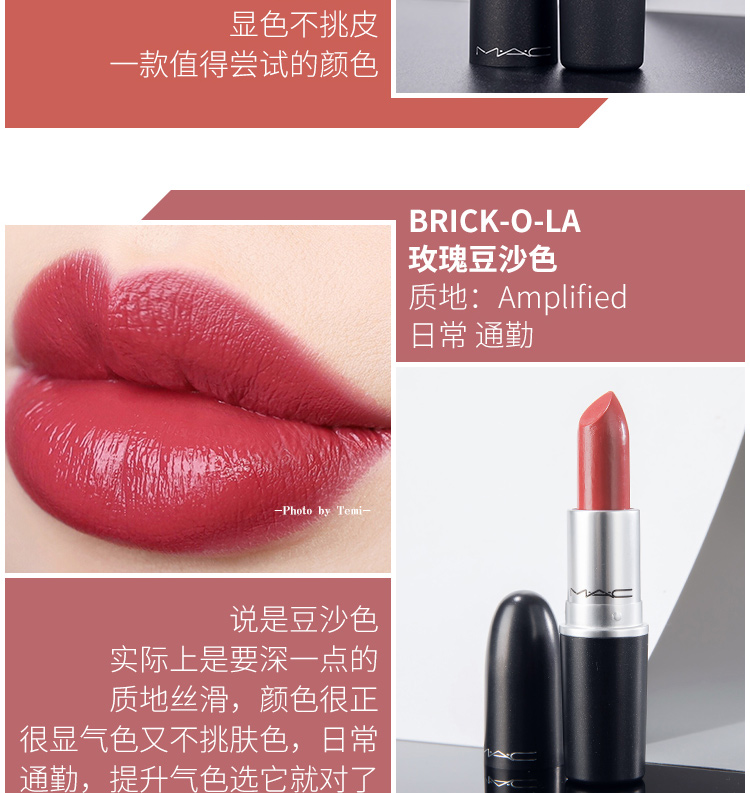 显色不挑皮
一款值得尝试的颜色
MAC
BRICK-O-LA
玫瑰豆沙色
质地：Amplified
日常 通勤
-Photo by Temi-
MAC
MAC
说是豆沙色
实际上是要深一点的
质地丝滑，颜色很正
很显气色又不挑肤色，日常
通勤，提升气色选它就对了